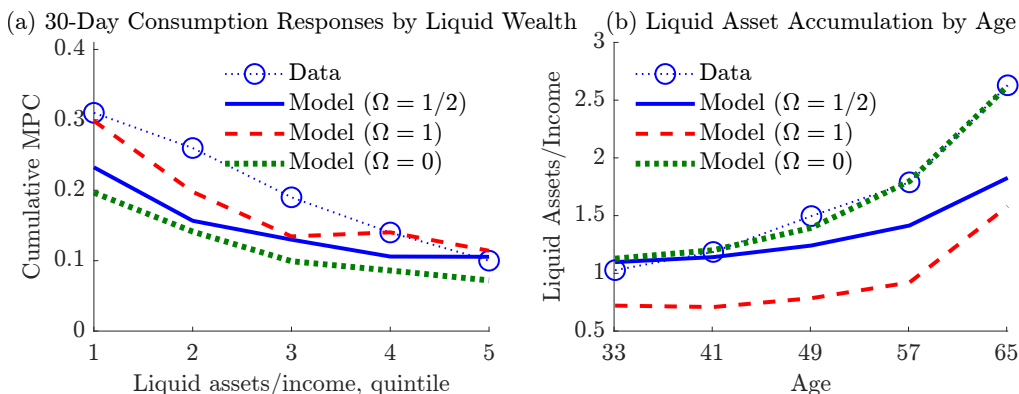 (a) 30-Day Consumption Responses by Liquid Wealth
0.4
0.3
0.2
0.1
0
Cumulative MPC
Data
Model (Ω = 1/2)
Model (Ω = 1)
Model (Ω = 0)
1 2 3 4 5
Liquid assets/income, quintile
(b) Liquid Asset Accumulation by Age
3
2.5
2
1.5
1
0.5
Liquid Assets/Income
Data
Model (Ω = 1/2)
Model (Ω = 1)
Model (Ω = 0)
33 41 49 57 65
Age